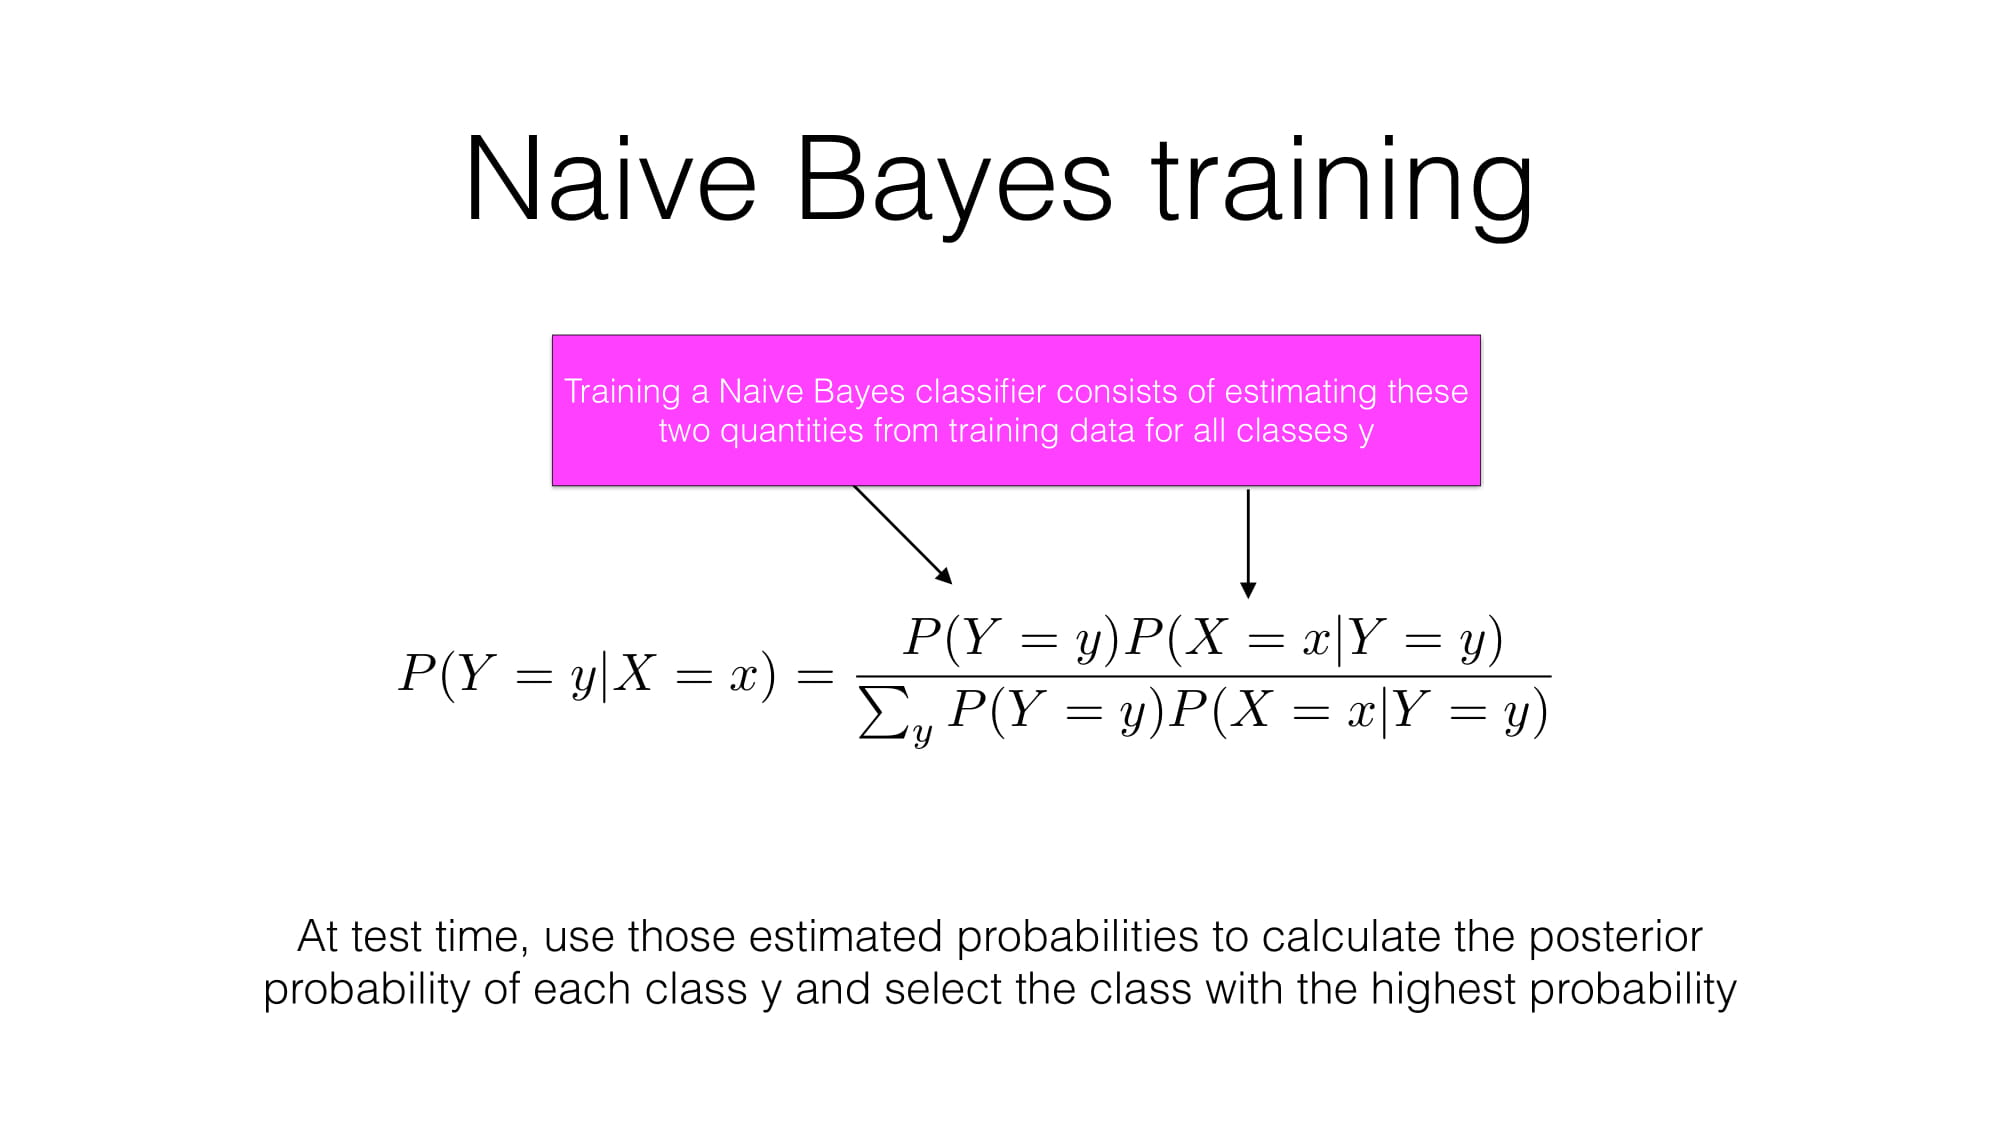 Naive Bayes training
Training a Naive Bayes classifier consists of estimating these
two quantities from training data for all classes y
P(Y = y|X = x) = \frac{P(Y = y)P(X = x|Y = y)}{\sum_y P(Y = y)P(X = x|Y = y)}
At test time, use those estimated probabilities to calculate the posterior
probability of each class y and select the class with the highest probability